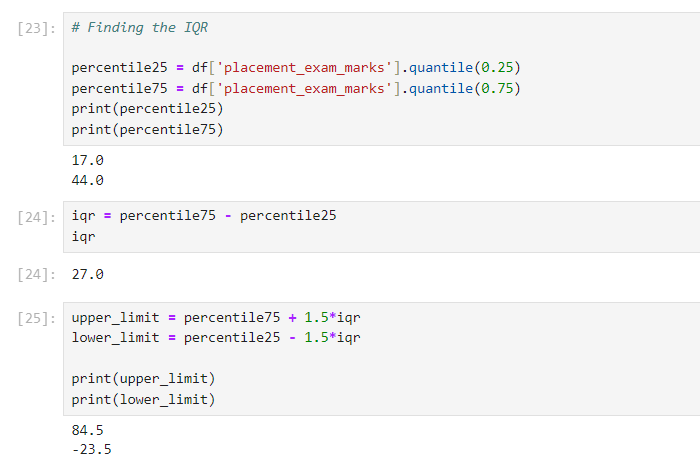 [23]: # Finding the IQR
percentile25 = df['placement_exam_marks'].quantile(0.25)
percentile75 = df['placement_exam_marks'].quantile(0.75)
print(percentile25)
print(percentile75)
17.0
44.0
[24]: iqr = percentile75 - percentile25
iqr
[24]: 27.0
[25]: upper_limit = percentile75 + 1.5*iqr
lower_limit = percentile25 - 1.5*iqr
print(upper_limit)
print(lower_limit)
84.5
-23.5